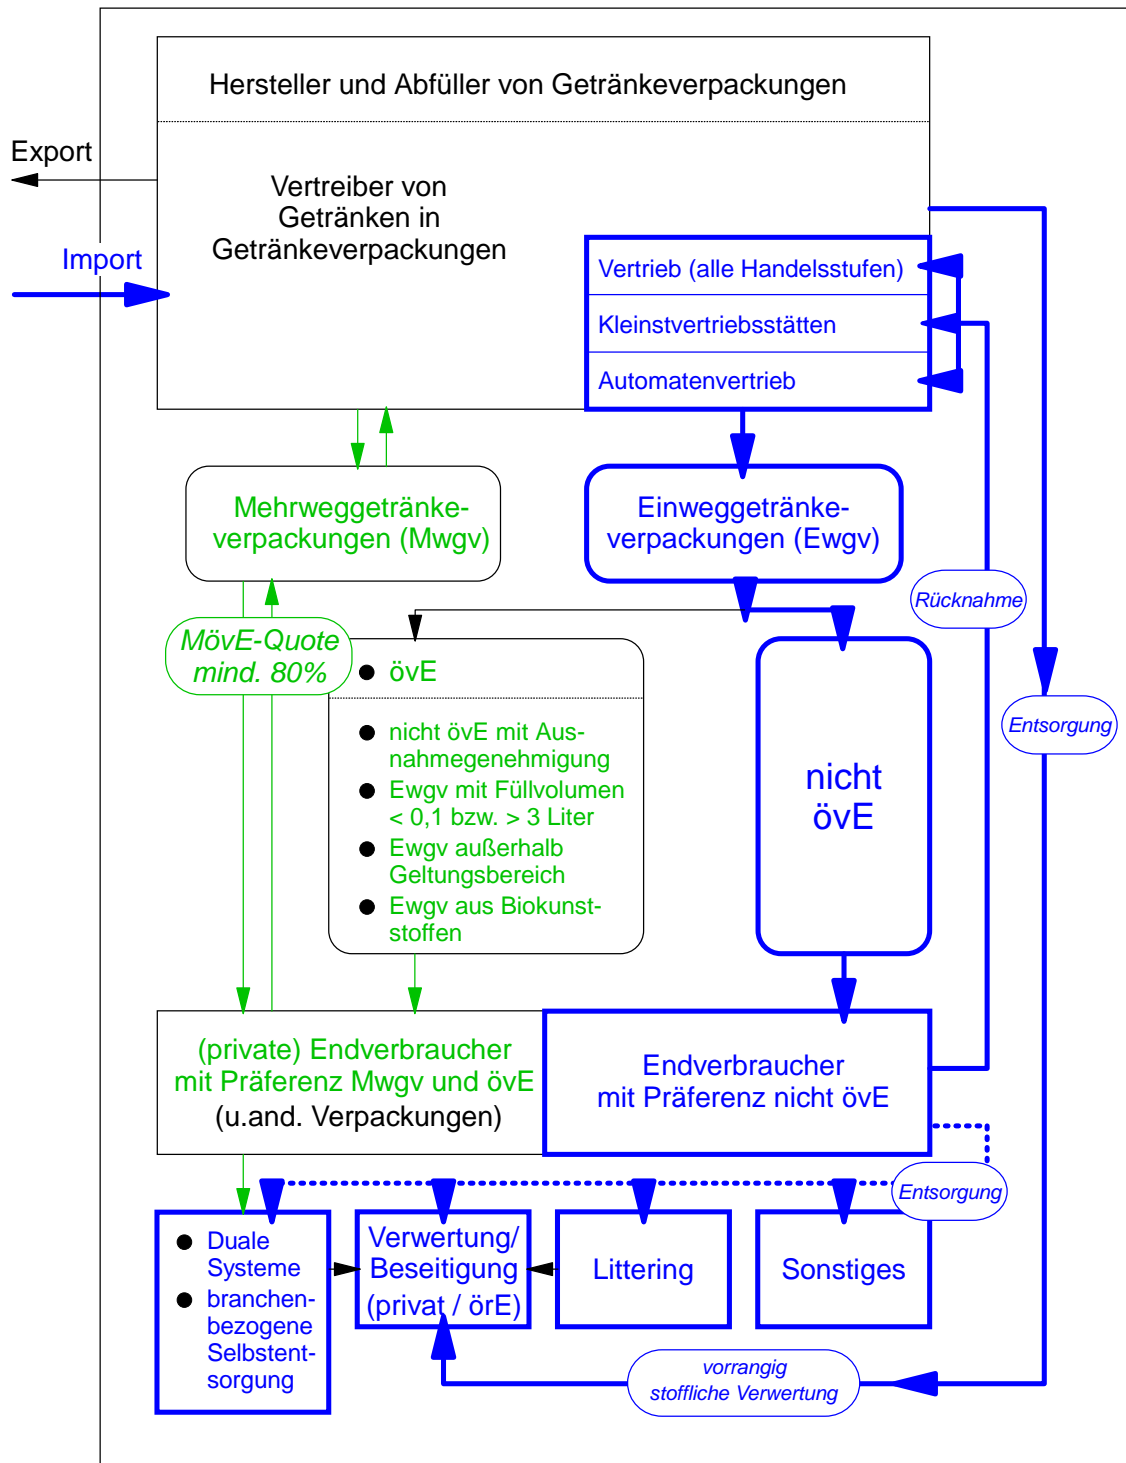 Hersteller und Abfüller von Getränkeverpackungen
Export
Vertreiber von
Getränken in
Getränkeverpackungen
Import
Vertrieb (alle Handelsstufen)
Kleinstvertriebsstätten
Automatenvertrieb
Mehrweggetränke-
verpackungen (Mwgv)
Einweggetränke-
verpackungen (Ewgv)
Rücknahme
MövE-Quote
mind. 80%
● övE
● nicht övE mit Aus-
nahmegenehmigung
● Ewgv mit Füllvolumen
< 0,1 bzw. > 3 Liter
● Ewgv außerhalb
Geltungsbereich
● Ewgv aus Biokunst-
stoffen
nicht
övE
Entsorgung
(private) Endverbraucher
mit Präferenz Mwgv und övE
(u.and. Verpackungen)
Endverbraucher
mit Präferenz nicht övE
Entsorgung
● Duale
Systeme
● branchen-
bezogene
Selbstent-
sorgung
Verwertung/
Beseitigung
(privat / örE)
Littering
Sonstiges
vorrangig
stoffliche Verwertung